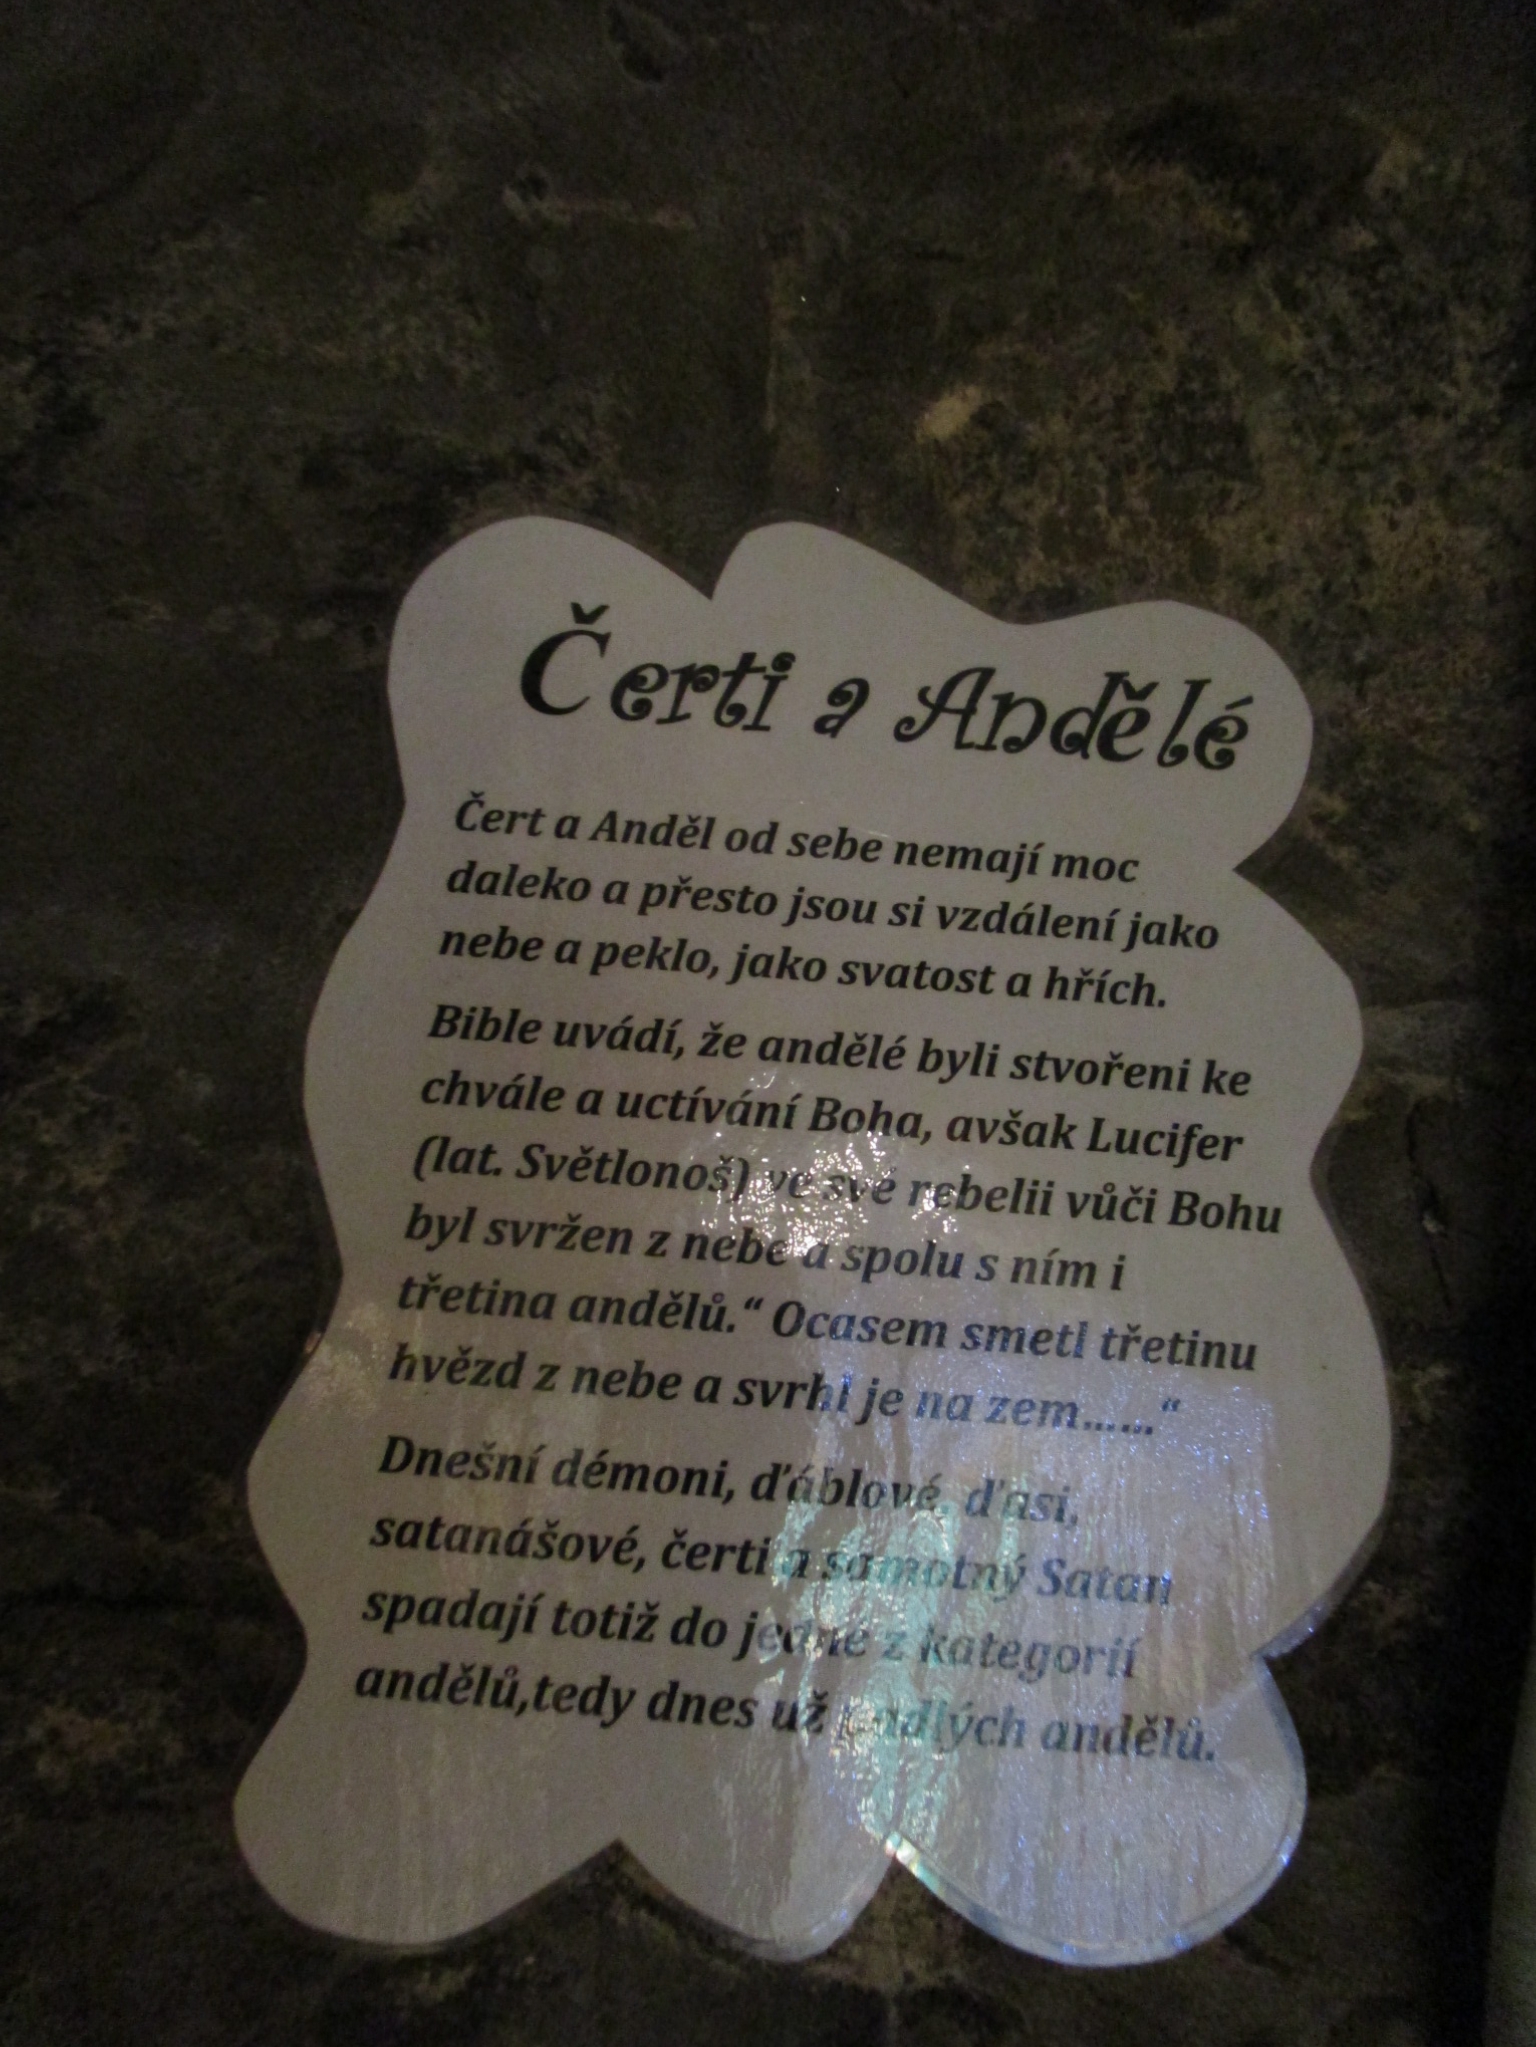 Čerti a Andělé
Čert a Anděl od sebe nemají moc
daleko a přesto jsou si vzdálení jako
nebe a peklo, jako svatost a hřích.
Bible uvádí, že andělé byli stvořeni ke
chvále a uctívání Boha, avšak Lucifer
(lat. Světlonoš) ve své rebelii vůči Bohu
byl svržen z nebe a spolu s ním i
třetina andělů.“ Ocasem smetl třetinu
hvězd z nebe a svrhl je na zem......“
Dnešní démoni, ďáblové, ďasi,
satanášové, čerti a samotný Satan
spadají totiž do jedné z kategorií
andělů,tedy dnes už padlých andělů.